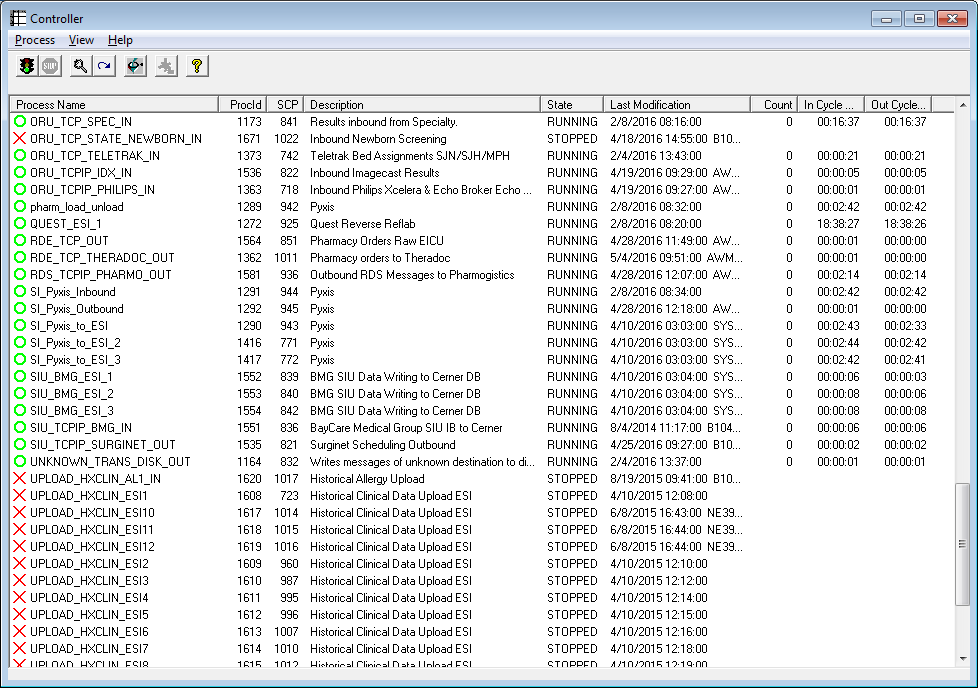 Controller
Process View Help
STOP
Process Name ProcId SCP Description State Last Modification Count In Cycle ... Out Cycle...
ORU_TCP_SPEC_IN 1173 841 Results inbound from Specialty. RUNNING 2/8/2016 08:16:00 0 00:16:37 00:16:37
ORU_TCP_STATE_NEWBORN_IN 1671 1022 Inbound Newborn Screening STOPPED 4/18/2016 14:55:00 B10...
ORU_TCP_TELETRAK_IN 1373 742 Teletrak Bed Assignments SJN/SJH/MPH RUNNING 2/4/2016 13:43:00 0 00:00:21 00:00:21
ORU_TCPIP_IDX_IN 1536 822 Inbound Imagecast Results RUNNING 4/19/2016 09:29:00 AW... 0 00:00:05 00:00:05
ORU_TCPIP_PHILIPS_IN 1363 718 Inbound Philips Xcelera & Echo Broker Echo ... RUNNING 4/19/2016 09:27:00 AW... 0 00:00:01 00:00:01
pharm_load_unload 1289 942 Pyxis RUNNING 2/8/2016 08:32:00 0 00:02:42 00:02:42
QUEST_ESI_1 1272 925 Quest Reverse Reflab RUNNING 2/8/2016 08:20:00 0 18:38:27 18:38:26
RDE_TCP_OUT 1564 851 Pharmacy Orders Raw EICU RUNNING 4/28/2016 11:49:00 AW... 0 00:00:01 00:00:00
RDE_TCP_THERADOC_OUT 1362 1011 Pharmacy orders to Theradoc RUNNING 5/4/2016 09:51:00 AWM... 0 00:00:01 00:00:00
RDS_TCPIP_PHARMO_OUT 1581 936 Outbound RDS Messages to Pharmogistics RUNNING 4/28/2016 12:07:00 AW... 0 00:02:14 00:02:14
SI_Pyxis_Inbound 1291 944 Pyxis RUNNING 2/8/2016 08:34:00 0 00:02:42 00:02:42
SI_Pyxis_Outbound 1292 945 Pyxis RUNNING 4/28/2016 12:18:00 AW... 0 00:00:01 00:00:00
SI_Pyxis_to_ESI 1290 943 Pyxis RUNNING 4/10/2016 03:03:00 SYS... 0 00:02:43 00:02:33
SI_Pyxis_to_ESI_2 1416 771 Pyxis RUNNING 4/10/2016 03:03:00 SYS... 0 00:02:44 00:02:42
SI_Pyxis_to_ESI_3 1417 772 Pyxis RUNNING 4/10/2016 03:03:00 SYS... 0 00:02:42 00:02:41
SIU_BMG_ESI_1 1552 839 BMG SIU Data Writing to Cerner DB RUNNING 4/10/2016 03:04:00 SYS... 0 00:00:06 00:00:03
SIU_BMG_ESI_2 1553 840 BMG SIU Data Writing to Cerner DB RUNNING 4/10/2016 03:04:00 SYS... 0 00:00:08 00:00:06
SIU_BMG_ESI_3 1554 842 BMG SIU Data Writing to Cerner DB RUNNING 4/10/2016 03:04:00 SYS... 0 00:00:08 00:00:08
SIU_TCPIP_BMG_IN 1551 836 BayCare Medical Group SIU IB to Cerner RUNNING 8/4/2014 11:17:00 B104... 0 00:00:06 00:00:06
SIU_TCPIP_SURGINET_OUT 1535 821 Surginet Scheduling Outbound RUNNING 4/25/2016 09:27:00 B10... 0 00:00:02 00:00:02
UNKNOWN_TRANS_DISK_OUT 1164 832 Writes messages of unknown destination to di... RUNNING 2/4/2016 13:37:00 0 00:00:01 00:00:01
UPLOAD_HXCLIN_AL1_IN 1620 1017 Historical Allergy Upload STOPPED 8/19/2015 09:41:00 B10...
UPLOAD_HXCLIN_ESI1 1608 723 Historical Clinical Data Upload ESI STOPPED 4/10/2015 12:08:00
UPLOAD_HXCLIN_ESI10 1617 1014 Historical Clinical Data Upload ESI STOPPED 6/8/2015 16:43:00 NE39...
UPLOAD_HXCLIN_ESI11 1618 1015 Historical Clinical Data Upload ESI STOPPED 6/8/2015 16:44:00 NE39...
UPLOAD_HXCLIN_ESI12 1619 1016 Historical Clinical Data Upload ESI STOPPED 6/8/2015 16:44:00 NE39...
UPLOAD_HXCLIN_ESI2 1609 960 Historical Clinical Data Upload ESI STOPPED 4/10/2015 12:10:00
UPLOAD_HXCLIN_ESI3 1610 987 Historical Clinical Data Upload ESI STOPPED 4/10/2015 12:12:00
UPLOAD_HXCLIN_ESI4 1611 995 Historical Clinical Data Upload ESI STOPPED 4/10/2015 12:14:00
UPLOAD_HXCLIN_ESI5 1612 996 Historical Clinical Data Upload ESI STOPPED 4/10/2015 12:15:00
UPLOAD_HXCLIN_ESI6 1613 1007 Historical Clinical Data Upload ESI STOPPED 4/10/2015 12:16:00
UPLOAD_HXCLIN_ESI7 1614 1010 Historical Clinical Data Upload ESI STOPPED 4/10/2015 12:18:00
UPLOAD_HXCLIN_ESI8 1615 1012 Historical Clinical Data Upload ESI STOPPED 4/10/2015 12:19:00